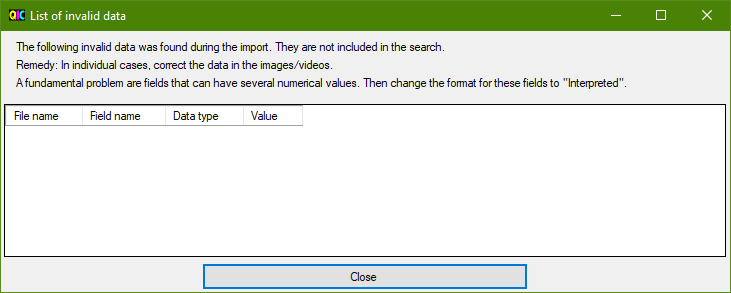 QIC List of invalid data
The following invalid data was found during the import. They are not included in the search.
Remedy: In individual cases, correct the data in the images/videos.
A fundamental problem are fields that can have several numerical values. Then change the format for these fields to "Interpreted".
File name Field name Data type Value
Close